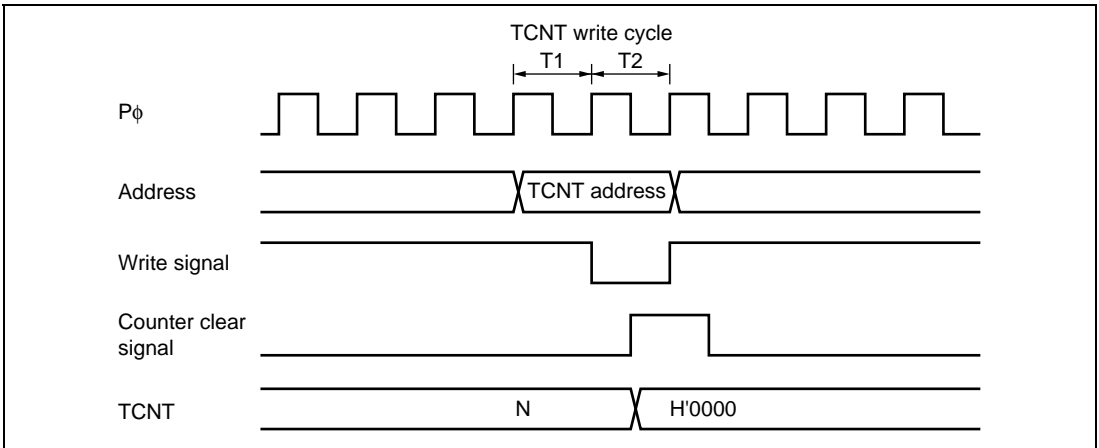 TCNT write cycle
T1 T2
Pϕ
Address
TCNT address
Write signal
Counter clear
signal
TCNT
N
H'0000